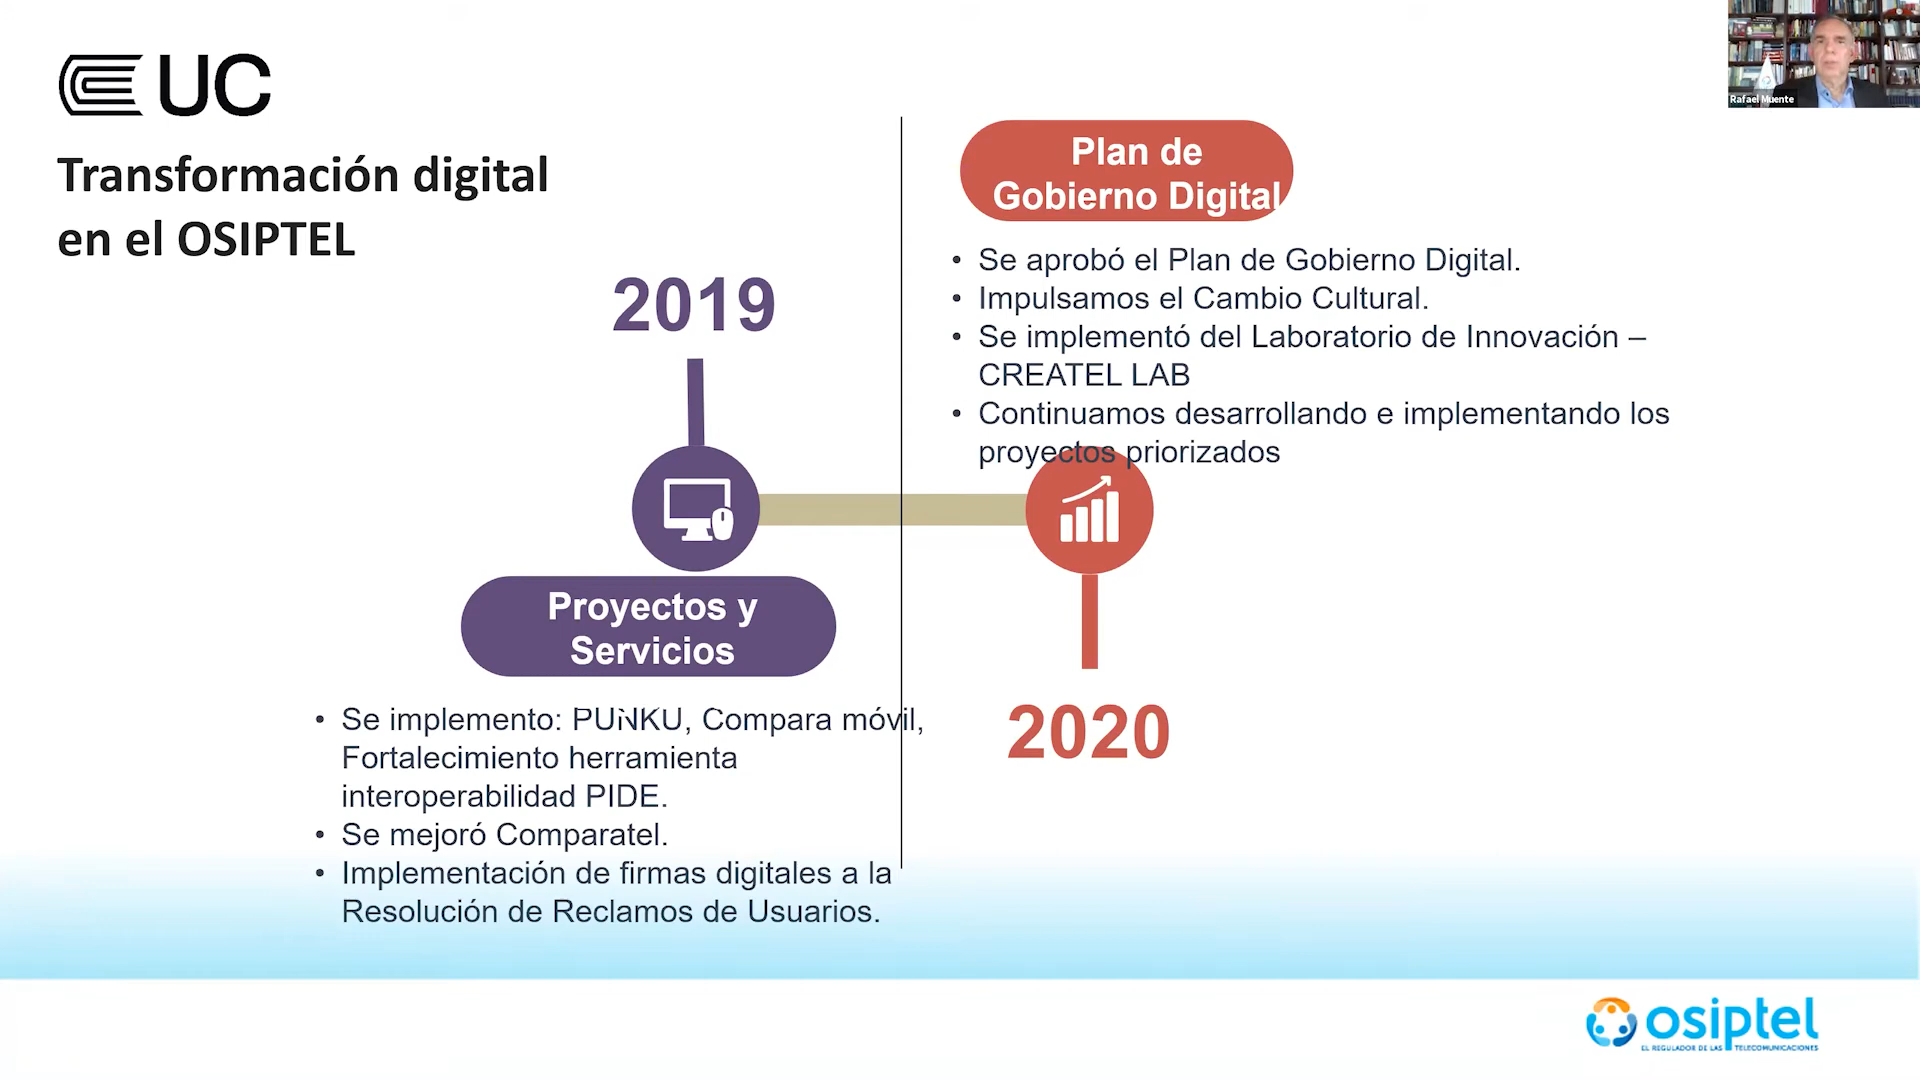 UC
Transformación digital
en el OSIPTEL
2019
Proyectos y
Servicios
• Se implemento: PUNKU, Compara móvil,
Fortalecimiento herramienta
interoperabilidad PIDE.
• Se mejoró Comparatel.
• Implementación de firmas digitales a la
Resolución de Reclamos de Usuarios.
Plan de
Gobierno Digital
• Se aprobó el Plan de Gobierno Digital.
• Impulsamos el Cambio Cultural.
• Se implementó del Laboratorio de Innovación –
CREATEL LAB
• Continuamos desarrollando e implementando los
proyectos priorizados
2020
Rafael Muente
osiptel
EL REGULADOR DE LAS TELECOMUNICACIONES